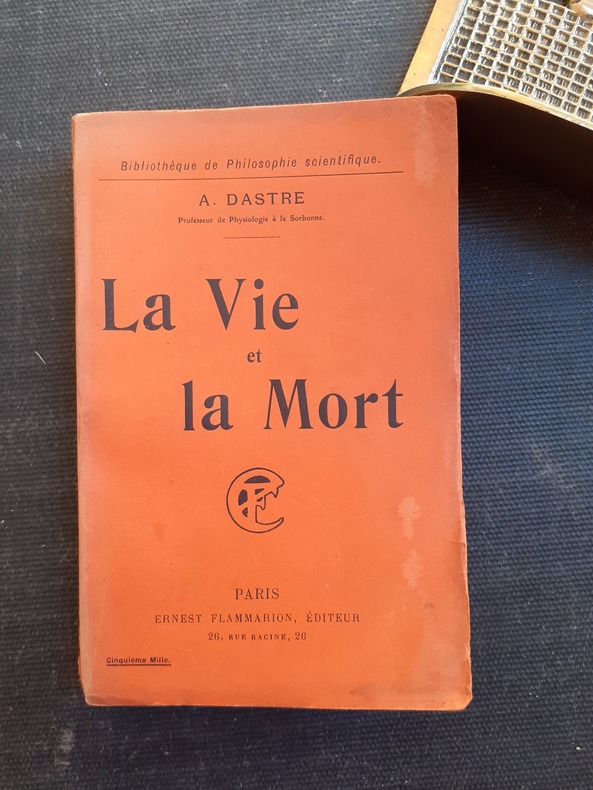 Bibliothèque de Philosophie scientifique.
A. DASTRE
Professeur de Physiologie à la Sorbonne.
La Vie
et
la Mort
PARIS
ERNEST FLAMMARION, ÉDITEUR
26, RUE RACINE, 26
Cinquième Mille.